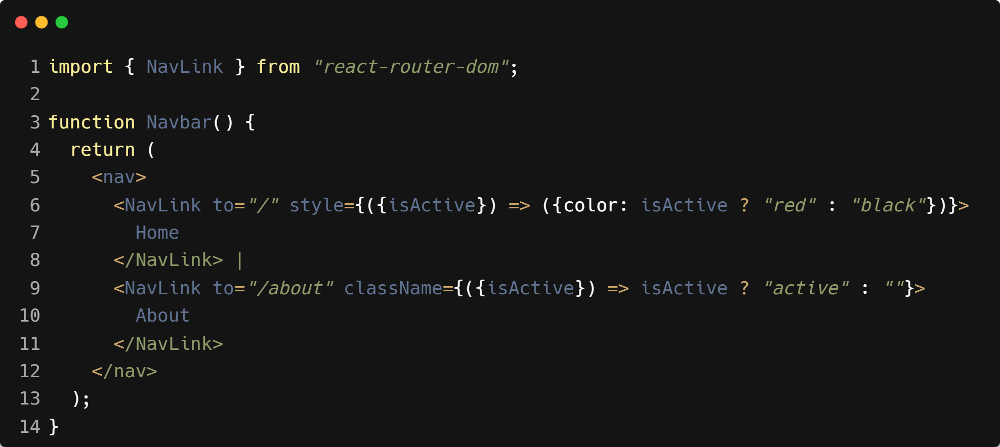 1 import { NavLink } from "react-router-dom";
2
3 function Navbar() {
4   return (
5     <nav>
6       <NavLink to="/" style={({isActive}) => ({color: isActive ? "red" : "black"})}>
7         Home
8       </NavLink> |
9       <NavLink to="/about" className={({isActive}) => isActive ? "active" : ""}>
10         About
11       </NavLink>
12     </nav>
13   );
14 }